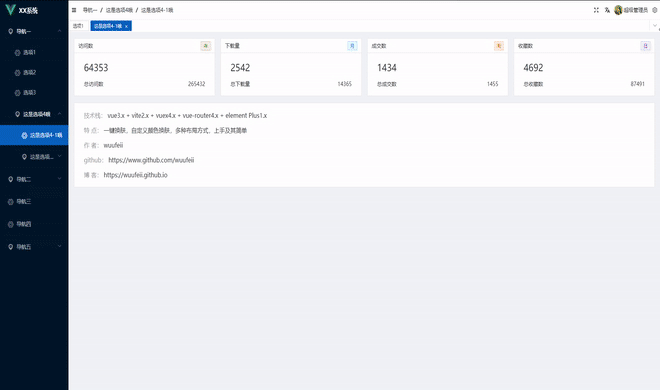 XX系统
导航一
选项1
选项2
选项3
这是选项4哦
这是选项4-1哦
这是选项...
导航二
导航三
导航四
导航五
导航一 / 这是选项4哦 / 这是选项4-1哦
超级管理员
选项1
这是选项4-1哦 ×
访问数
64353
总访问数 265432
下载量
2542
总下载量 14365
成交数
1434
总成交数 1455
收藏数
4692
总收藏数 87491
技术栈： vue3.x + vite2.x + vuex4.x + vue-router4.x + element Plus1.x
特 点： 一键换肤、自定义颜色换肤、多种布局方式、上手及其简单
作 者： wuufeii
github： https://www.github.com/wuufeii
博 客： https://wuufeii.github.io